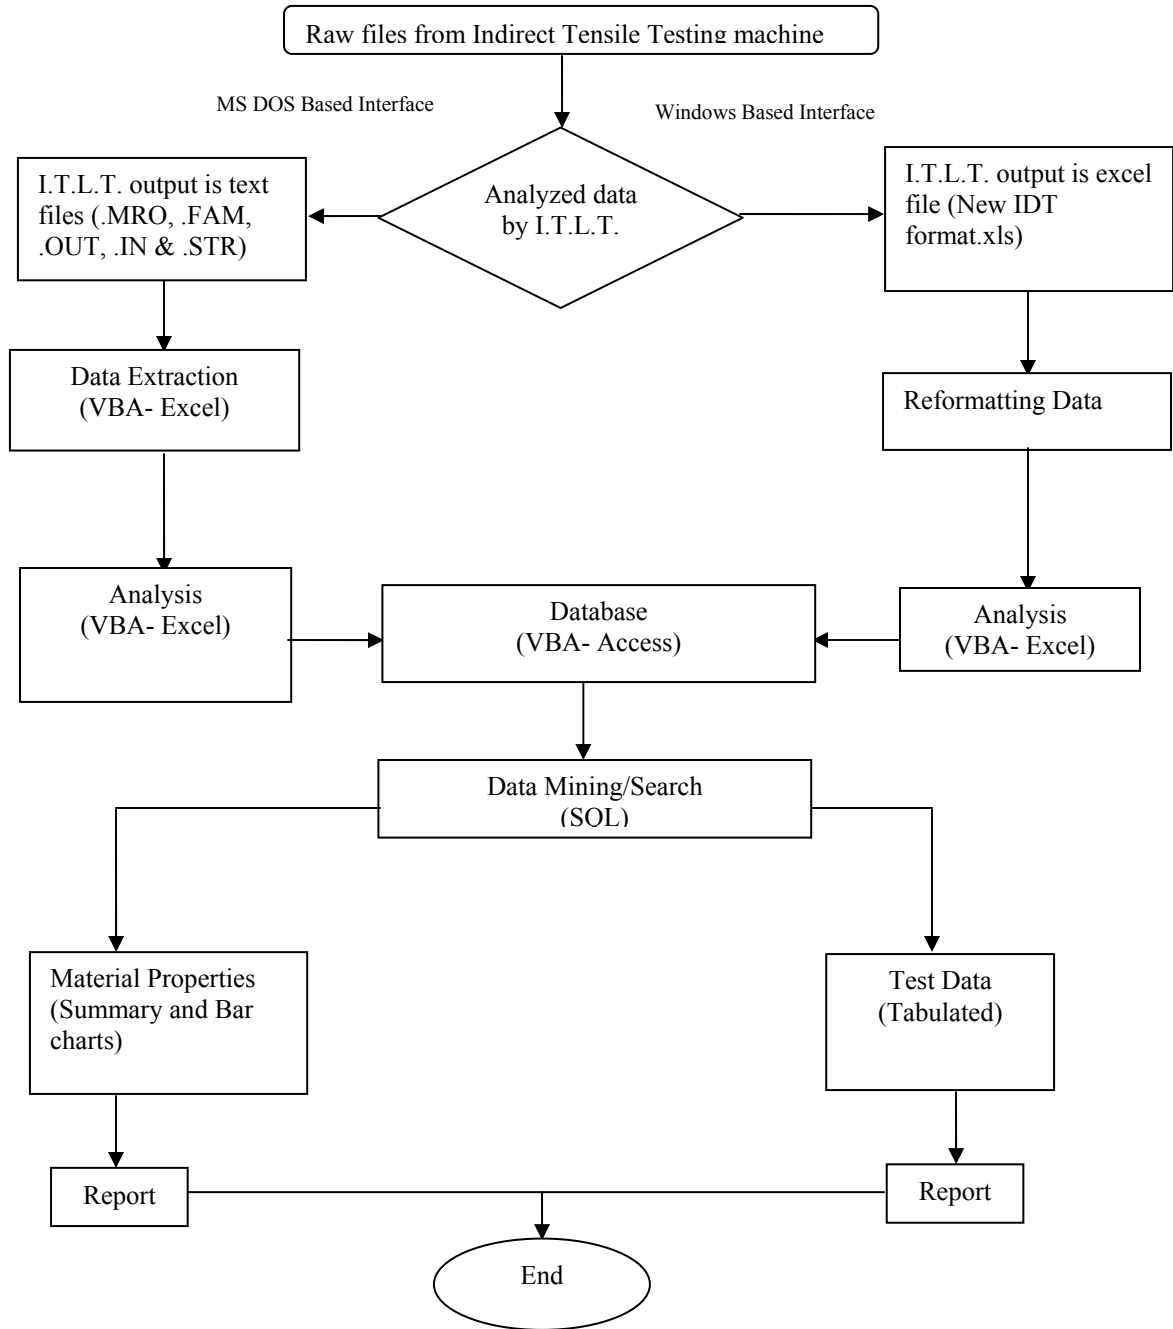 Raw files from Indirect Tensile Testing machine
MS DOS Based Interface
Windows Based Interface
I.T.L.T. output is text
files (.MRO, .FAM,
.OUT, .IN & .STR)
Analyzed data
by I.T.L.T.
I.T.L.T. output is excel
file (New IDT
format.xls)
Data Extraction
(VBA- Excel)
Reformatting Data
Analysis
(VBA- Excel)
Database
(VBA- Access)
Analysis
(VBA- Excel)
Data Mining/Search
(SQL)
Material Properties
(Summary and Bar
charts)
Test Data
(Tabulated)
Report
Report
End